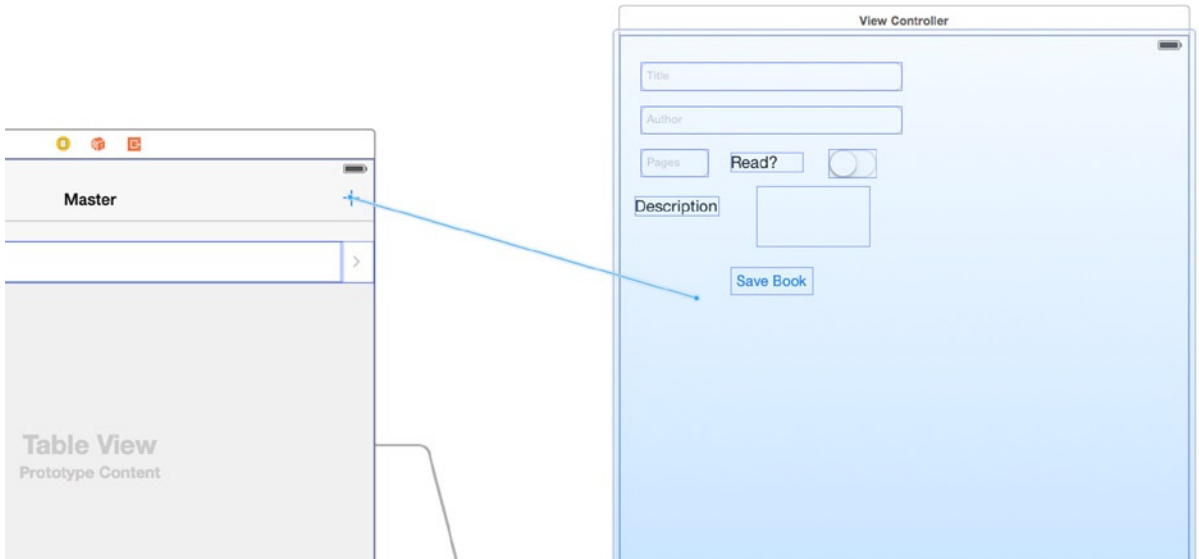 View Controller
Title
Author
Pages
Read?
Master
Description
Save Book
Table View
Prototype Content